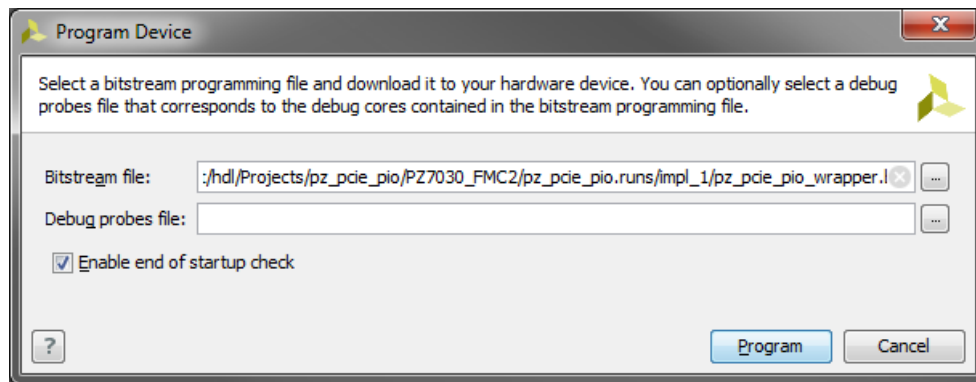 Program Device
Select a bitstream programming file and download it to your hardware device. You can optionally select a debug
probes file that corresponds to the debug cores contained in the bitstream programming file.
Bitstream file: :/hdl/Projects/pz_pcie_pio/PZ7030_FMC2/pz_pcie_pio.runs/impl_1/pz_pcie_pio_wrapper. ...
Debug probes file: ...
Enable end of startup check
? Program Cancel